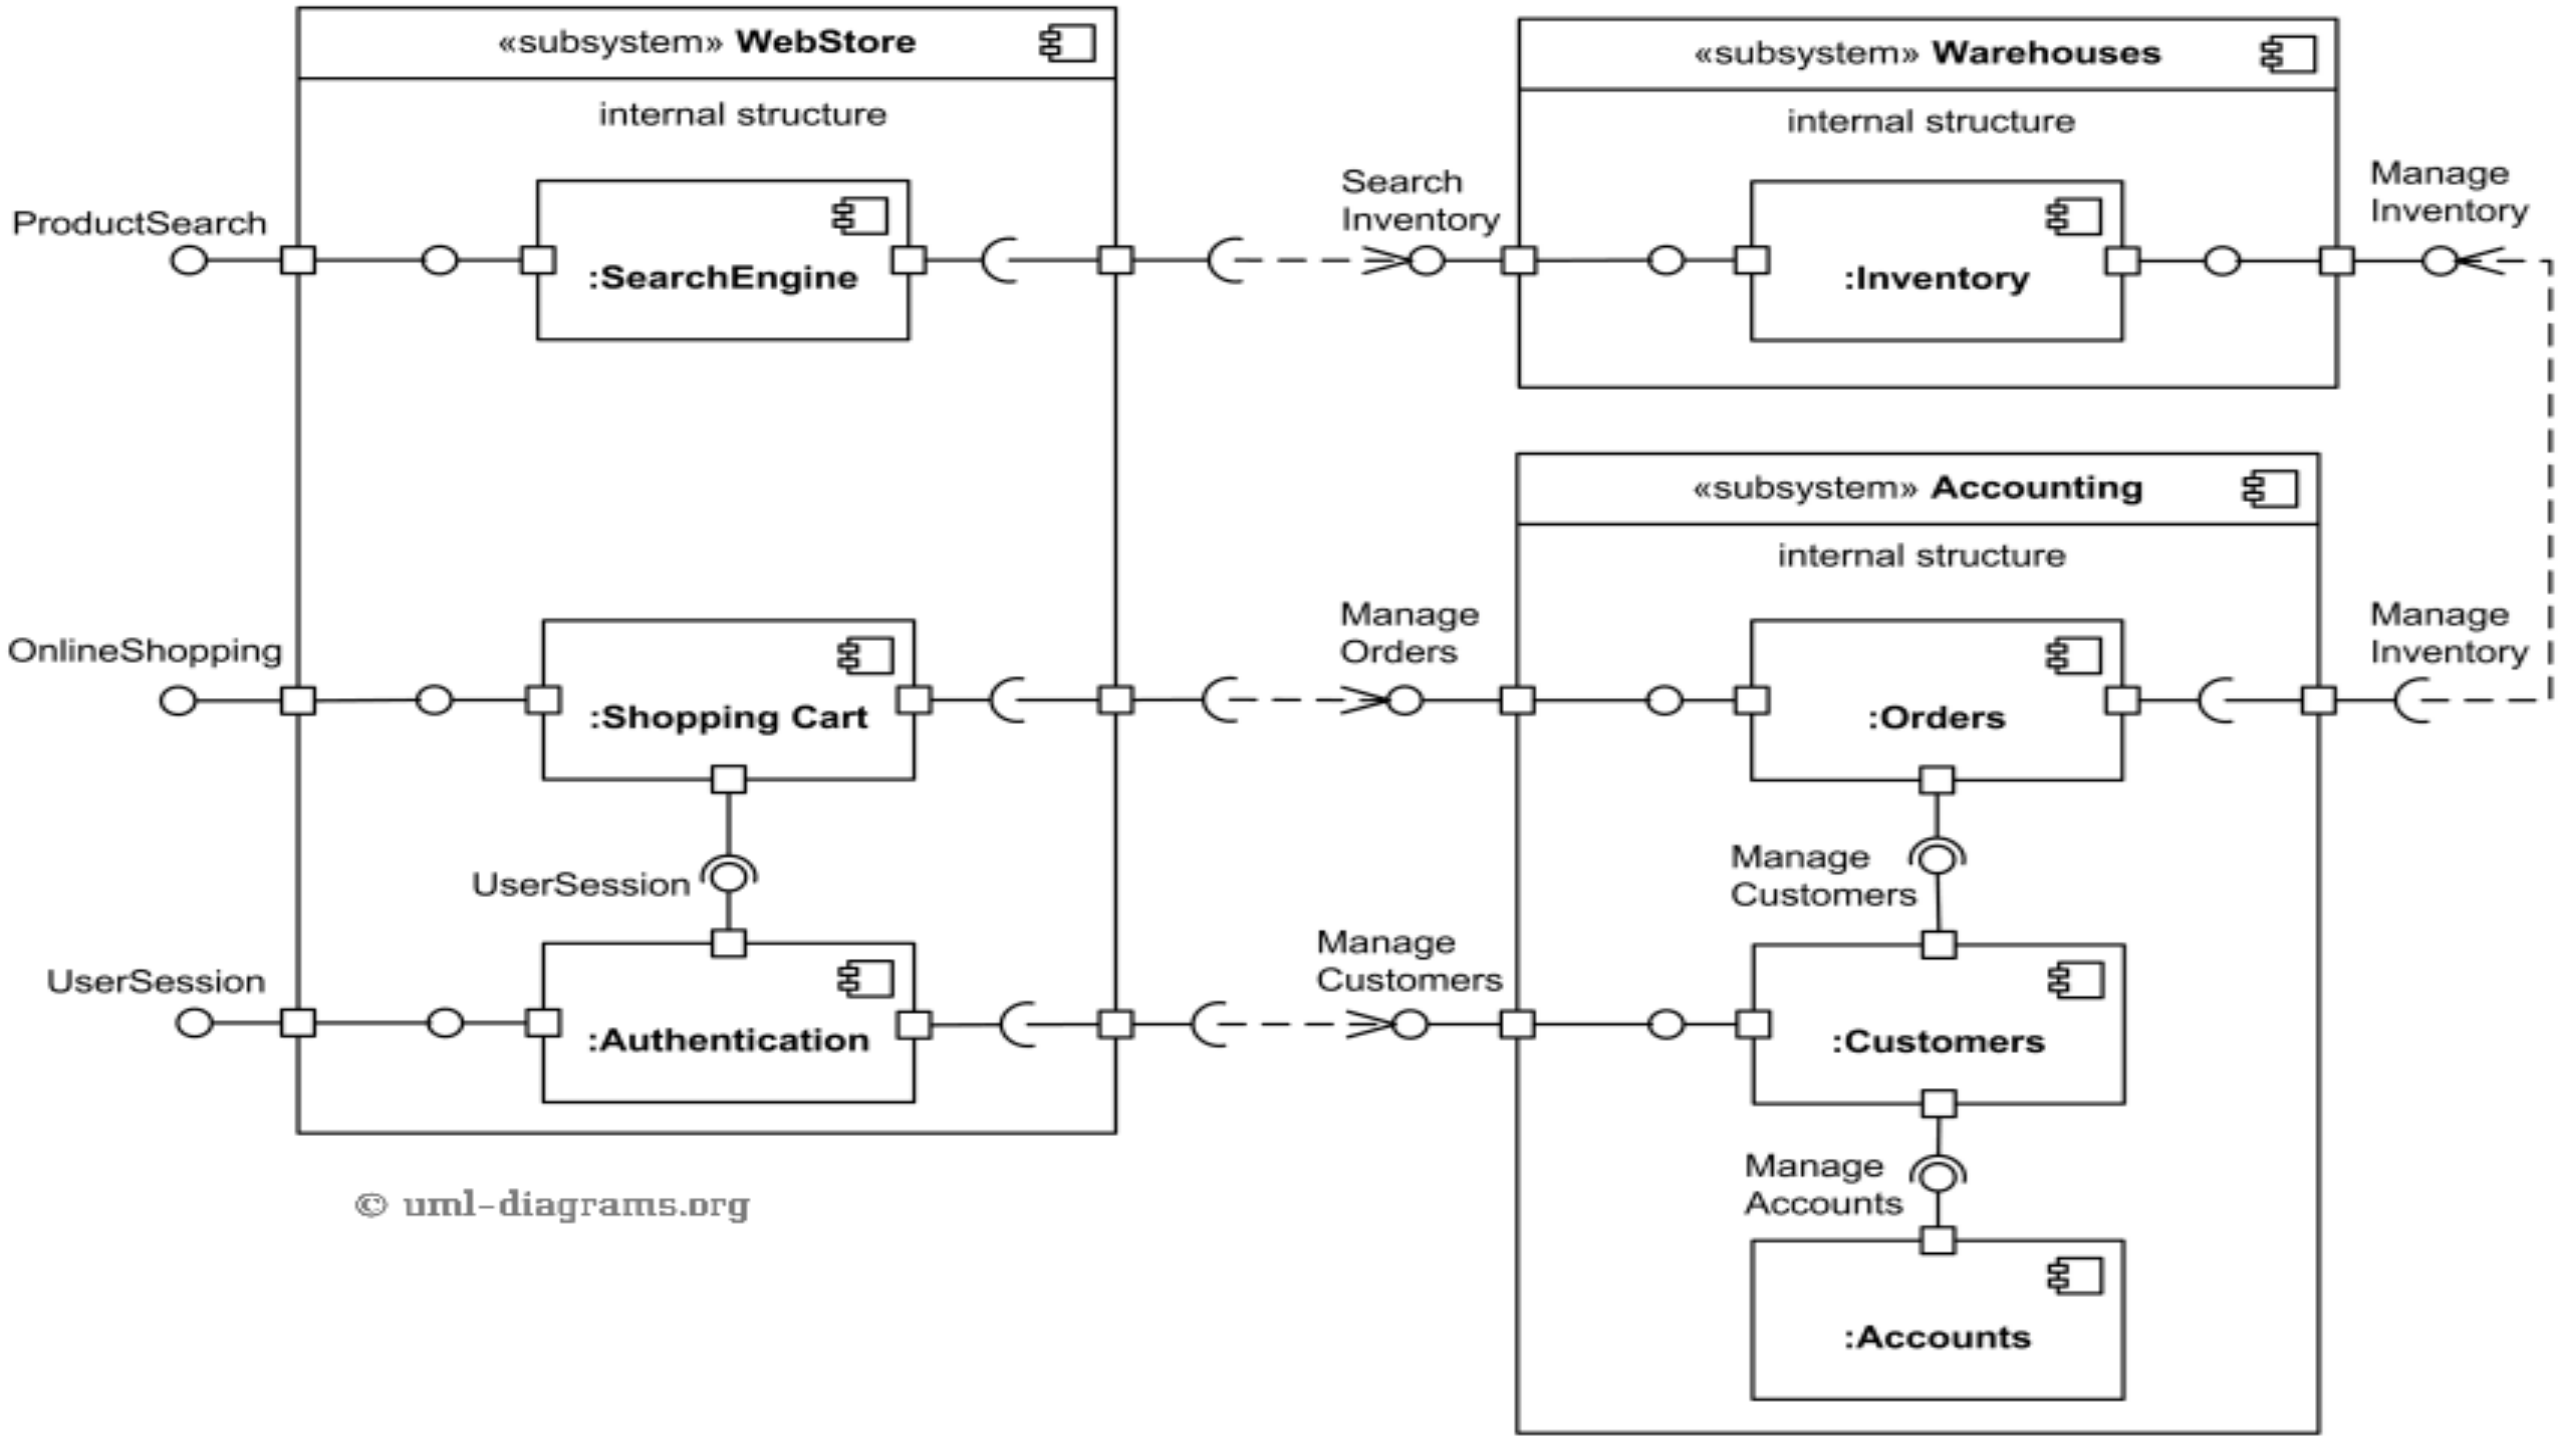 «subsystem» WebStore
internal structure
ProductSearch
:SearchEngine
OnlineShopping
:Shopping Cart
UserSession
UserSession
:Authentication
© uml-diagrams.org
«subsystem» Warehouses
internal structure
Search
Inventory
:Inventory
Manage
Inventory
«subsystem» Accounting
internal structure
Manage
Orders
:Orders
Manage
Inventory
Manage
Customers
Manage
Customers
:Customers
Manage
Accounts
:Accounts